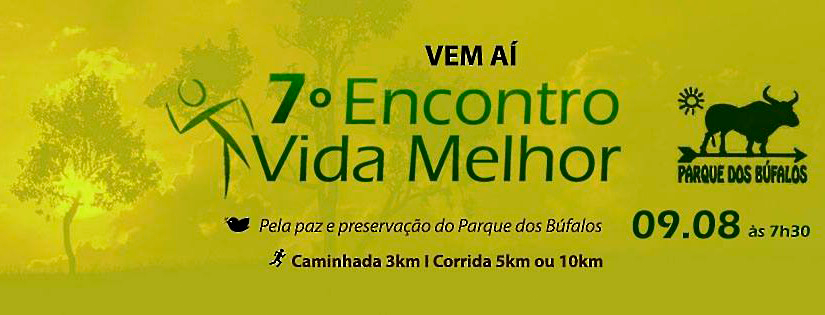 VEM AÍ
7º Encontro
Vida Melhor
PARQUE DOS BÚFALOS
Pela paz e preservação do Parque dos Búfalos
09.08 às 7h30
Caminhada 3km I Corrida 5km ou 10km